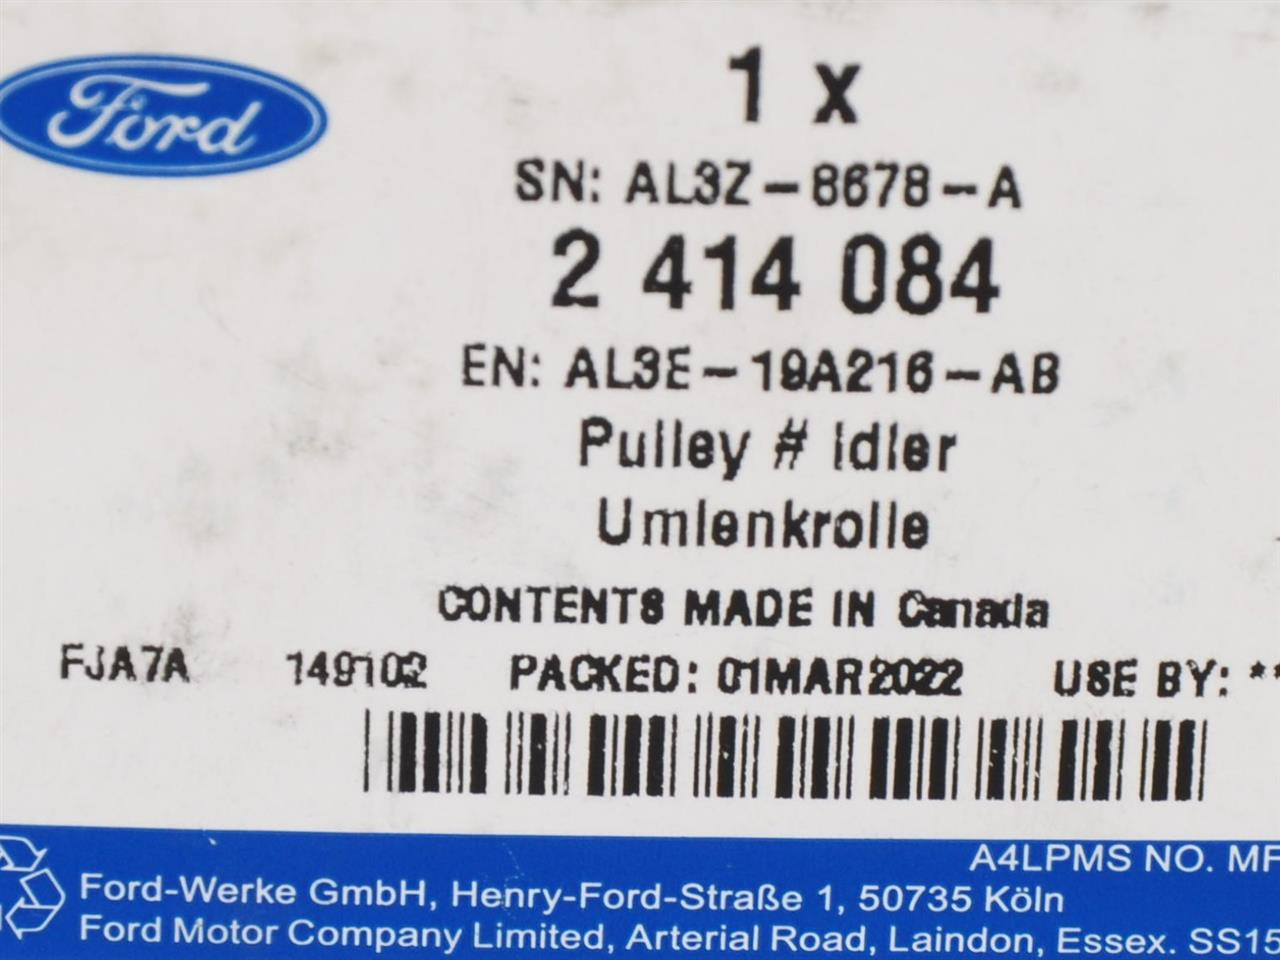 Ford
1 x
SN: AL3Z-8678-A
2 414 084
EN: AL3E-19A216-AB
Pulley # Idler
Umlenkrolle
CONTENTS MADE IN Canada
FJA7A 149102 PACKED: 01MAR2022 USE BY: **
A4LPMS NO. MF
Ford-Werke GmbH, Henry-Ford-Straße 1, 50735 Köln
Ford Motor Company Limited, Arterial Road, Laindon, Essex. SS15